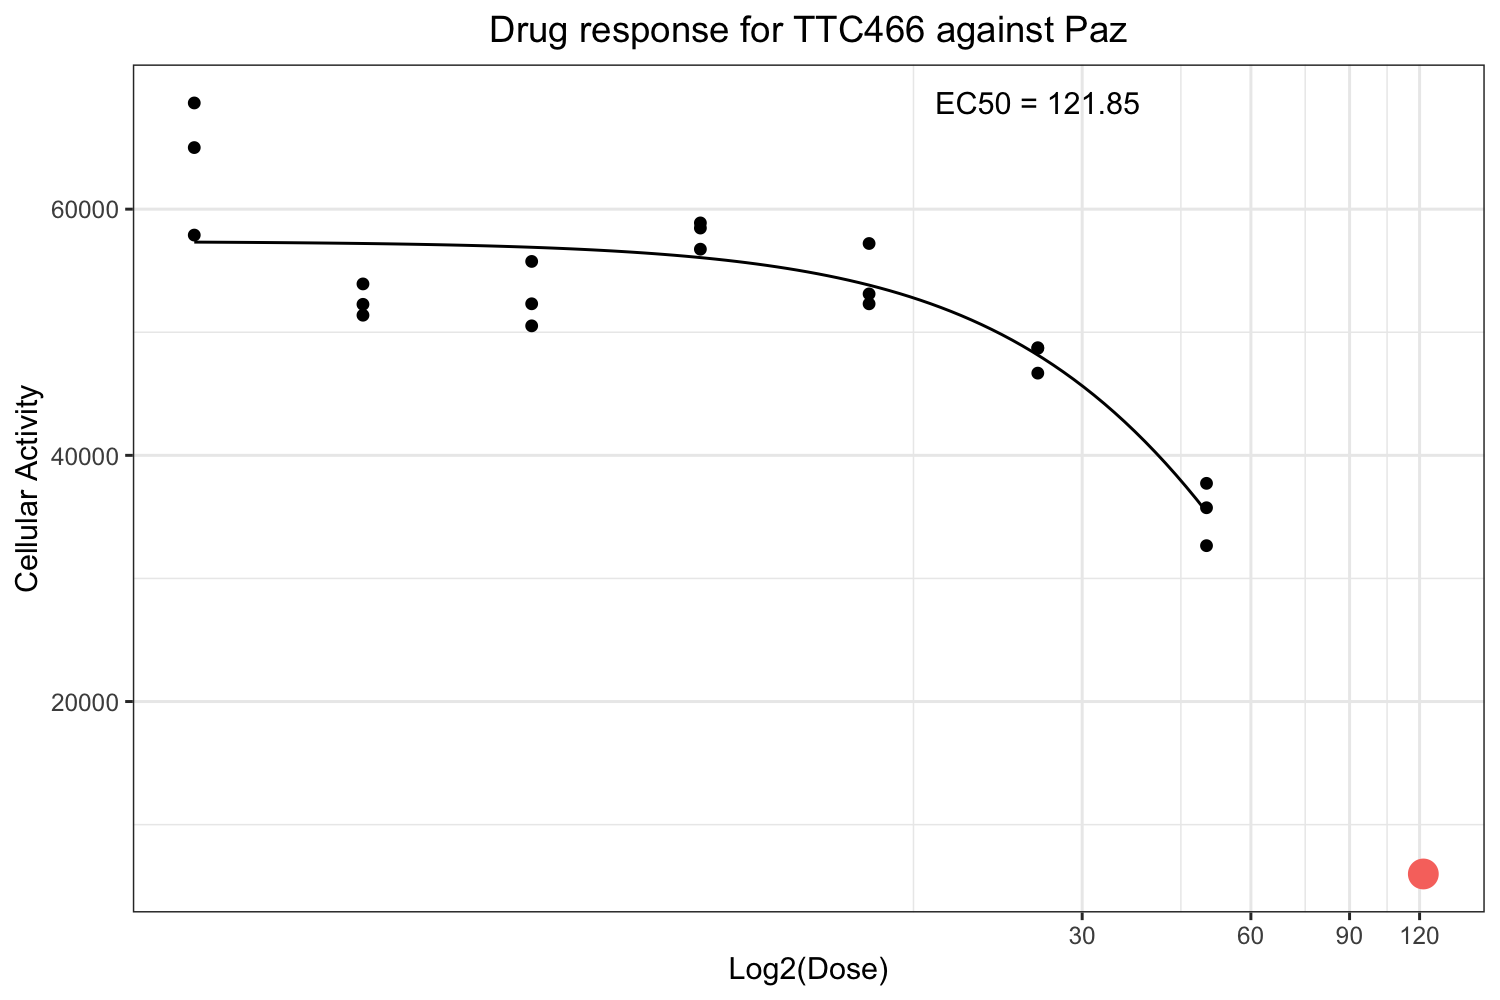 Drug response for TTC466 against Paz
EC50 = 121.85
60000
40000
20000
Cellular Activity
30 60 90 120
Log2(Dose)